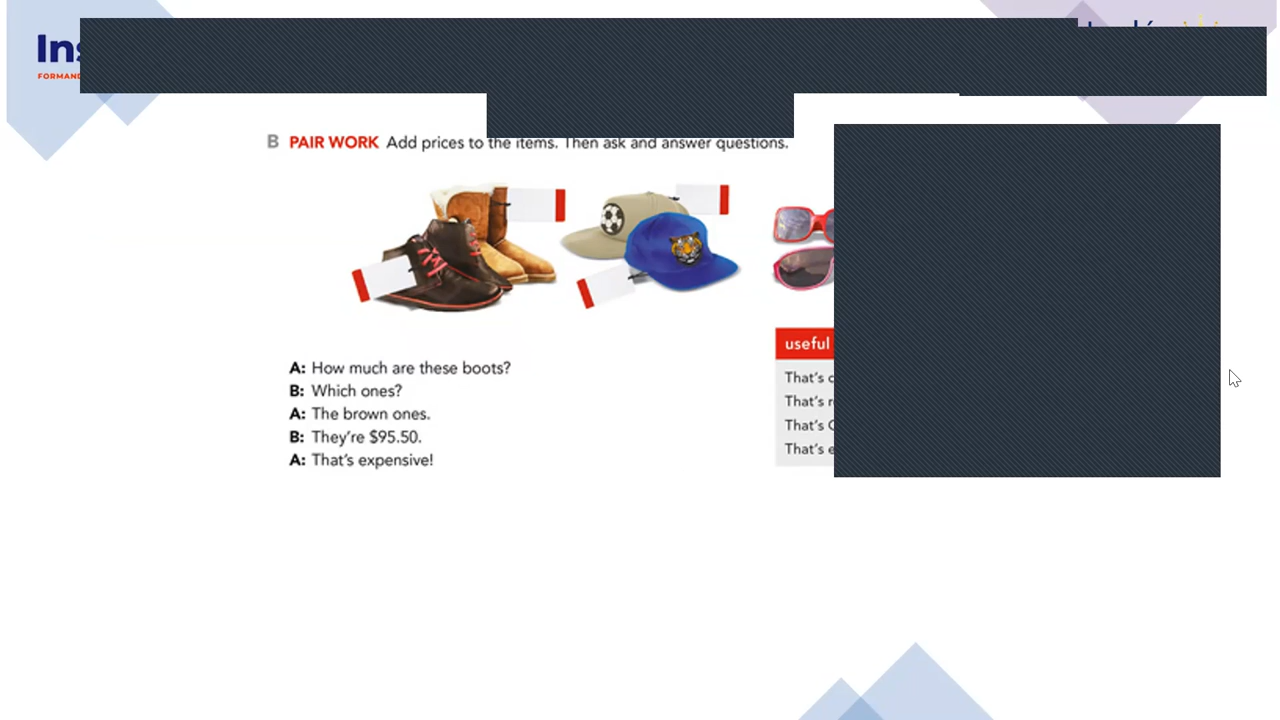 B PAIR WORK Add prices to the items. Then ask and answer questions.
A: How much are these boots?
B: Which ones?
A: The brown ones.
B: They're $95.50.
A: That's expensive!
useful
That's
That's
That's
That's